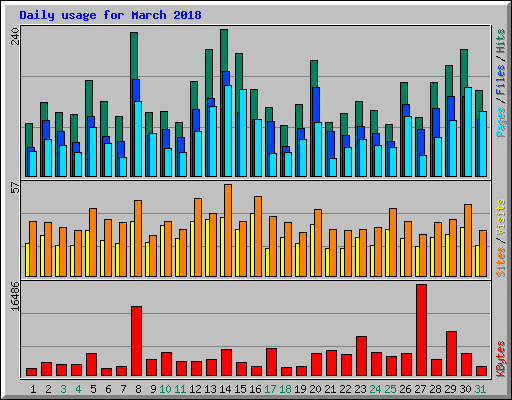 Daily usage for March 2018
240
Pages / Files / Hits
57
Sites / Visits
16486
KBytes
1 2 3 4 5 6 7 8 9 10 11 12 13 14 15 16 17 18 19 20 21 22 23 24 25 26 27 28 29 30 31